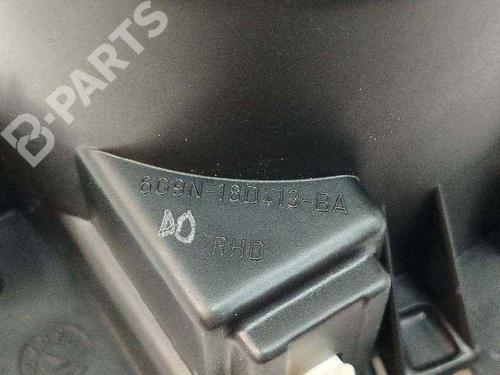 B-PARTS
6G9N-18D413-BA
AO
RHD